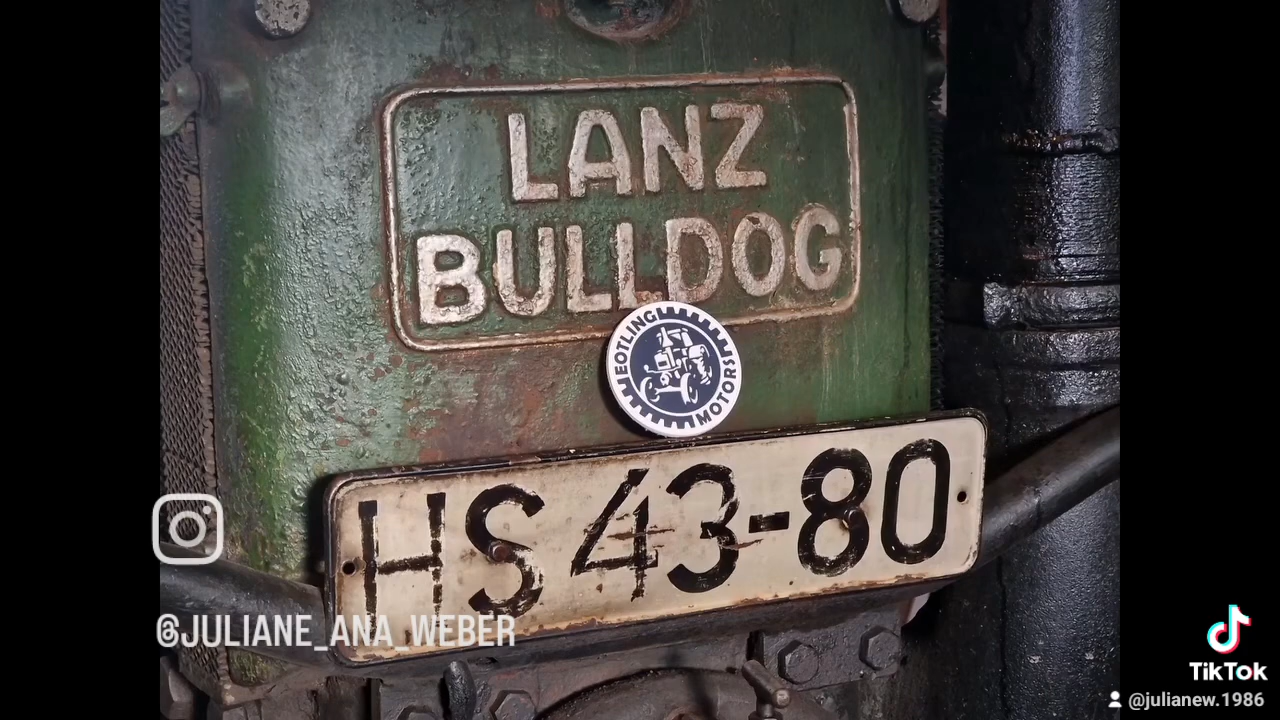 LANZ
BULLDOG
EOTLING
MOTORS
HS 43-80
@JULIANE_ANA_WEBER
TikTok
@julianew.1986